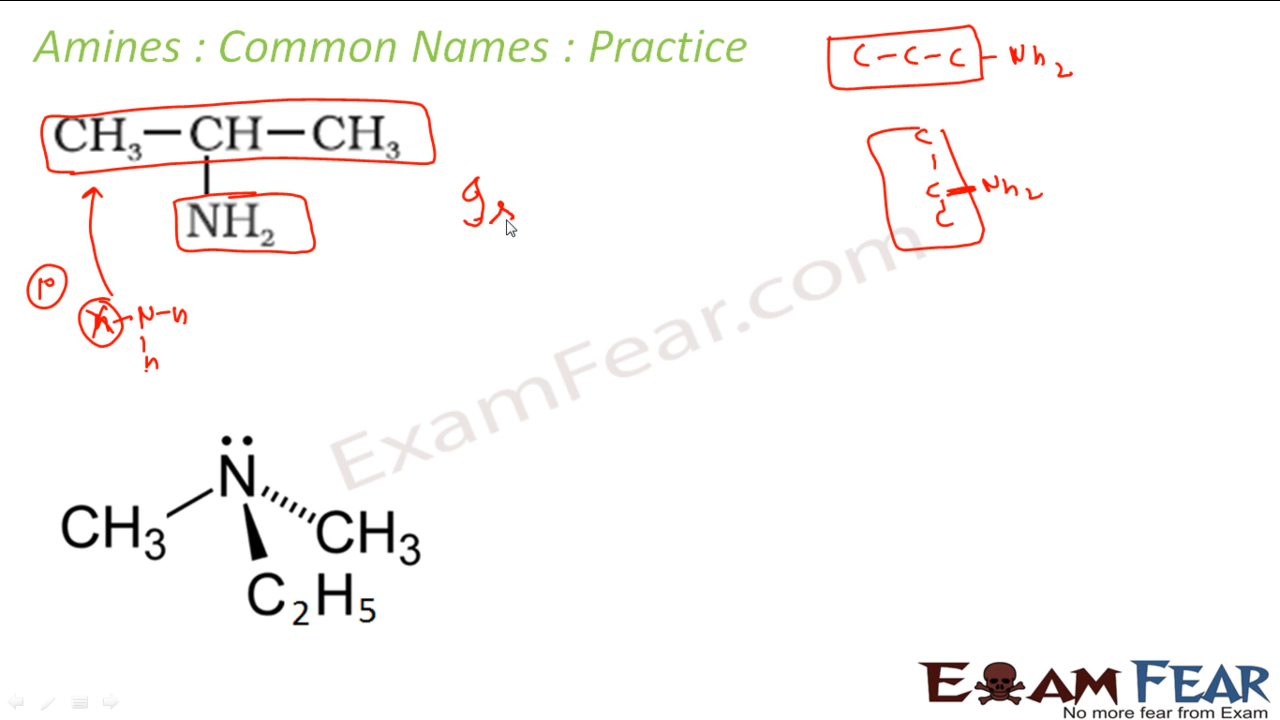 Amines : Common Names : Practice
C – C – C – Nh2
CH3—CH—CH3
NH2
C
C – Nh2
C
Is
1°
N – h
h
ExamFear.com
N
CH3
CH3
C2H5
EXAM FEAR
No more fear from Exam